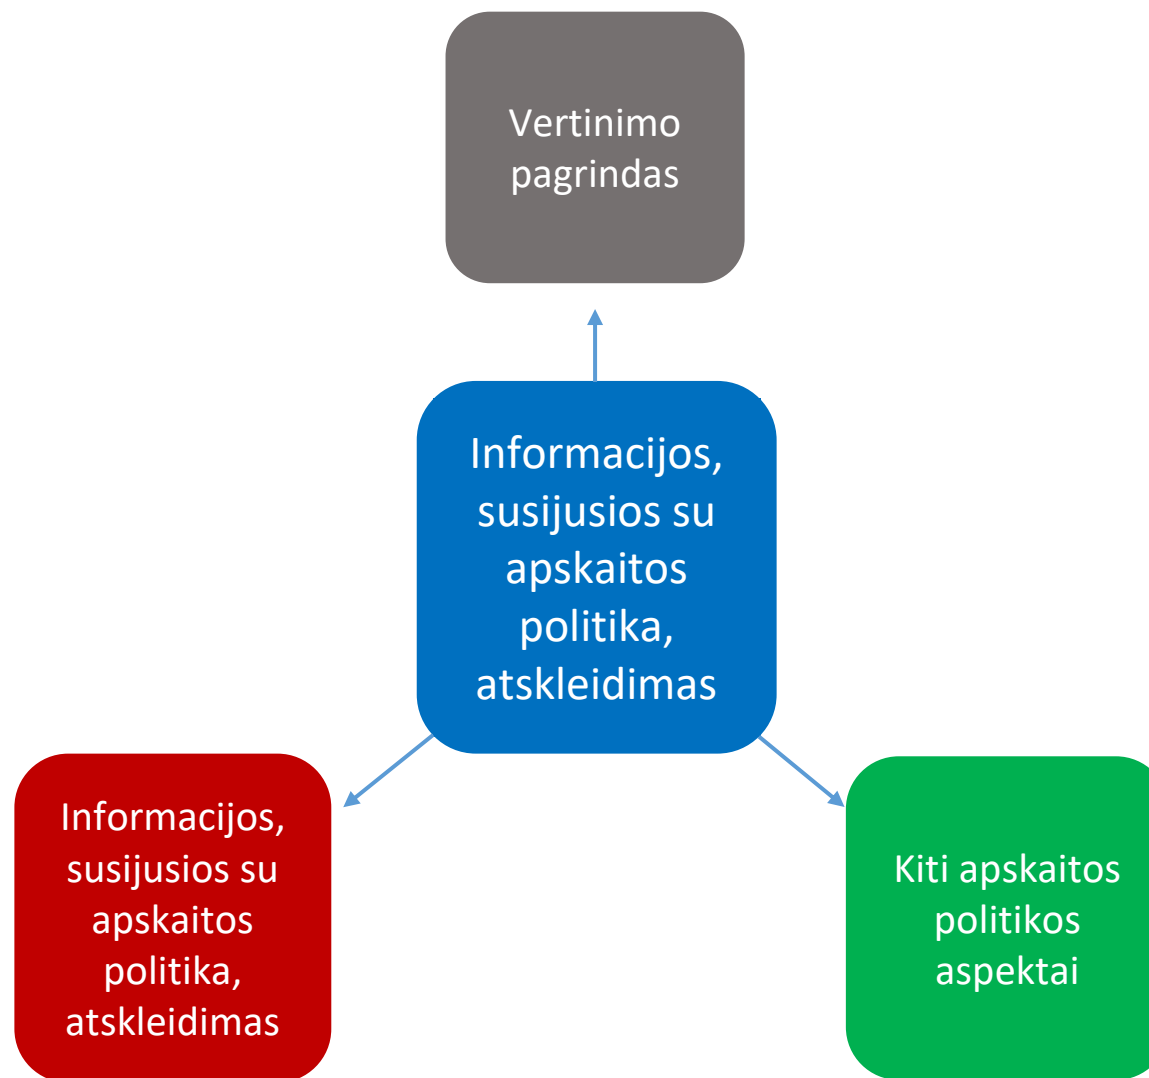 Vertinimo
pagrindas
Informacijos,
susijusios su
apskaitos
politika,
atskleidimas
Informacijos,
susijusios su
apskaitos
politika,
atskleidimas
Kiti apskaitos
politikos
aspektai